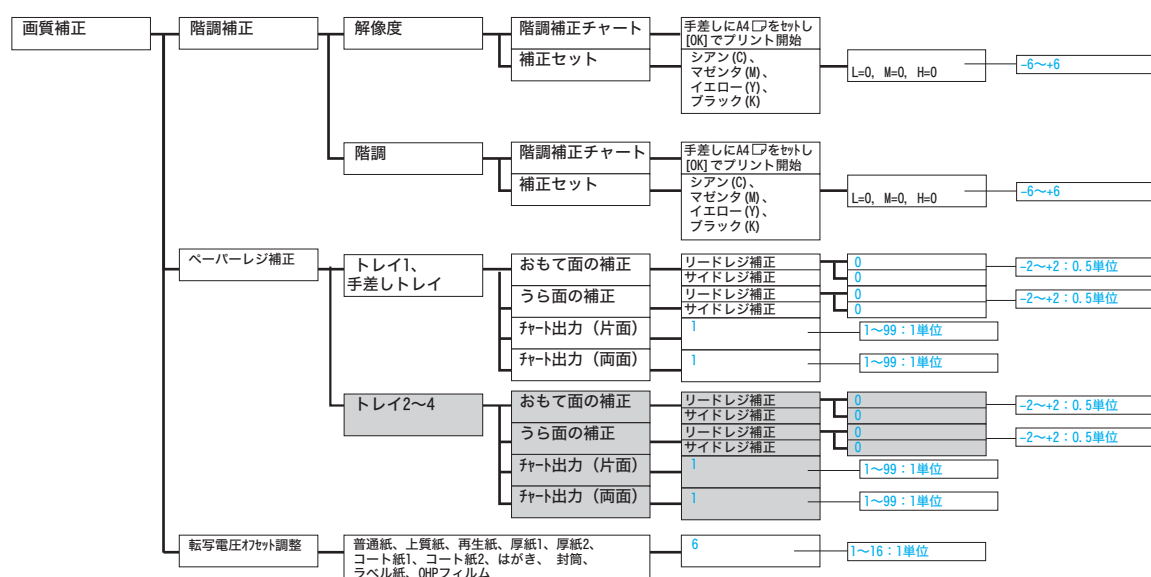 画質補正
階調補正
解像度
階調補正チャート
手差しにA4をｾｯﾄし
[OK]でプリント開始
補正セット
シアン(C)、
マゼンタ(M)、
イエロー(Y)、
ブラック(K)
L=0, M=0, H=0
-6〜+6
階調
階調補正チャート
手差しにA4をｾｯﾄし
[OK]でプリント開始
補正セット
シアン(C)、
マゼンタ(M)、
イエロー(Y)、
ブラック(K)
L=0, M=0, H=0
-6〜+6
ペーパーレジ補正
トレイ1、
手差しトレイ
おもて面の補正
リードレジ補正
0
サイドレジ補正
0
-2〜+2：0.5単位
うら面の補正
リードレジ補正
0
サイドレジ補正
0
-2〜+2：0.5単位
ﾁｬｰﾄ出力（片面）
1
1〜99：1単位
ﾁｬｰﾄ出力（両面）
1
1〜99：1単位
トレイ2〜4
おもて面の補正
リードレジ補正
0
サイドレジ補正
0
-2〜+2：0.5単位
うら面の補正
リードレジ補正
0
サイドレジ補正
0
-2〜+2：0.5単位
ﾁｬｰﾄ出力（片面）
1
1〜99：1単位
ﾁｬｰﾄ出力（両面）
1
1〜99：1単位
転写電圧ｵﾌｾｯﾄ調整
普通紙、上質紙、再生紙、厚紙1、厚紙2、
コート紙1、コート紙2、はがき、 封筒、
ラベル紙、OHPフィルム
6
1〜16：1単位